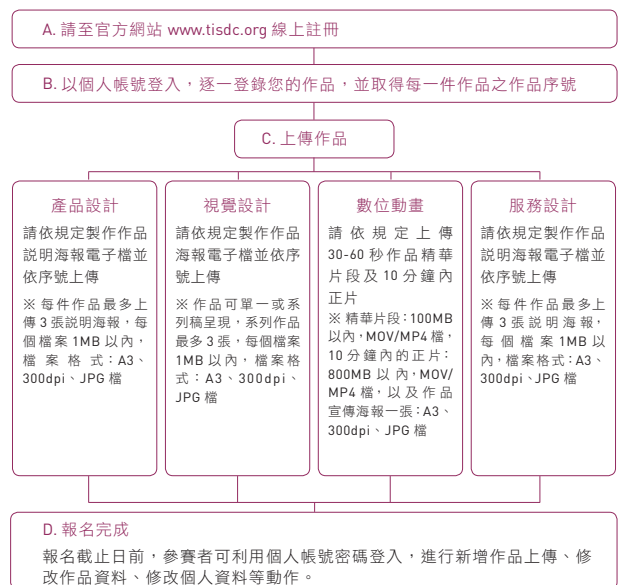 A. 請至官方網站 www.tisdc.org 線上註冊
B. 以個人帳號登入，逐一登錄您的作品，並取得每一件作品之作品序號
C. 上傳作品
產品設計
請依規定製作作品
説明海報電子檔並
依序號上傳
※ 每件作品最多上
傳 3 張説明海報，每
個檔案 1MB 以內，
檔案格式：A3、
300dpi、JPG 檔
視覺設計
請依規定製作作品
海報電子檔並依序
號上傳
※ 作品可單一或系
列稿呈現，系列作品
最多 3 張，每個檔案
1MB 以內，檔案格
式：A3、300dpi、
JPG 檔
數位動畫
請依規定上傳
30-60 秒作品精華
片段及 10 分鐘內
正片
※ 精華片段：100MB
以內，MOV/MP4 檔，
10 分鐘內的正片：
800MB 以內，MOV/
MP4 檔，以及作品
宣傳海報一張：A3、
300dpi、JPG 檔
服務設計
請依規定製作作品
説明海報電子檔並
依序號上傳
※ 每件作品最多上
傳 3 張説明海報，
每個檔案 1MB 以
內，檔案格式：A3、
300dpi、JPG 檔
D. 報名完成
報名截止日前，參賽者可利用個人帳號密碼登入，進行新增作品上傳、修
改作品資料、修改個人資料等動作。